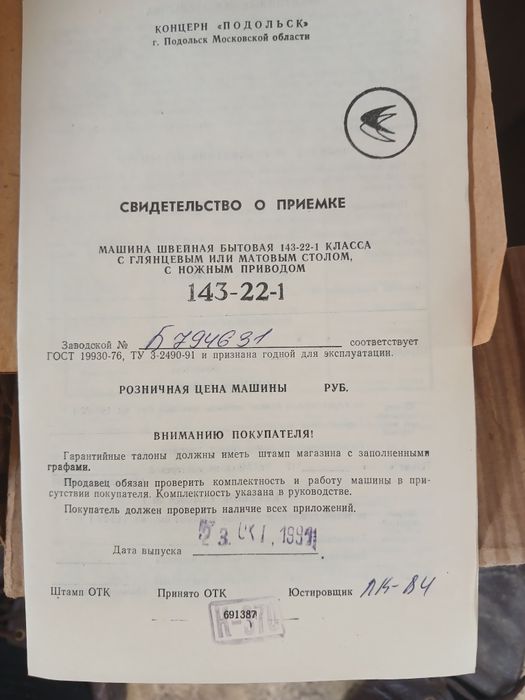 КОНЦЕРН «ПОДОЛЬСК»
г. Подольск Московской области
СВИДЕТЕЛЬСТВО О ПРИЕМКЕ
МАШИНА ШВЕЙНАЯ БЫТОВАЯ 143-22-1 КЛАССА
С ГЛЯНЦЕВЫМ ИЛИ МАТОВЫМ СТОЛОМ,
С НОЖНЫМ ПРИВОДОМ
143-22-1
Заводской № Б794691 соответствует
ГОСТ 19930-76, ТУ 3-2490-91 и признана годной для эксплуатации.
РОЗНИЧНАЯ ЦЕНА МАШИНЫ РУБ.
ВНИМАНИЮ ПОКУПАТЕЛЯ!
Гарантийные талоны должны иметь штамп магазина с заполненными
графами.
Продавец обязан проверить комплектность и работу машины в при-
сутствии покупателя. Комплектность указана в руководстве.
Покупатель должен проверить наличие всех приложений.
Дата выпуска
Штамп ОТК Принято ОТК Юстировщик ЛК-84
691387